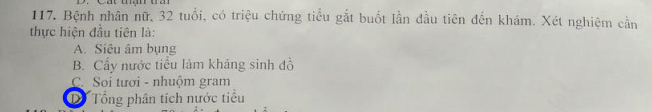 117. Bệnh nhân nữ, 32 tuổi, có triệu chứng tiểu gắt buốt lần đầu tiên đến khám. Xét nghiệm cần
thực hiện đầu tiên là:
A. Siêu âm bụng
B. Cấy nước tiểu làm kháng sinh đồ
C. Soi tươi - nhuộm gram
D. Tổng phân tích nước tiểu